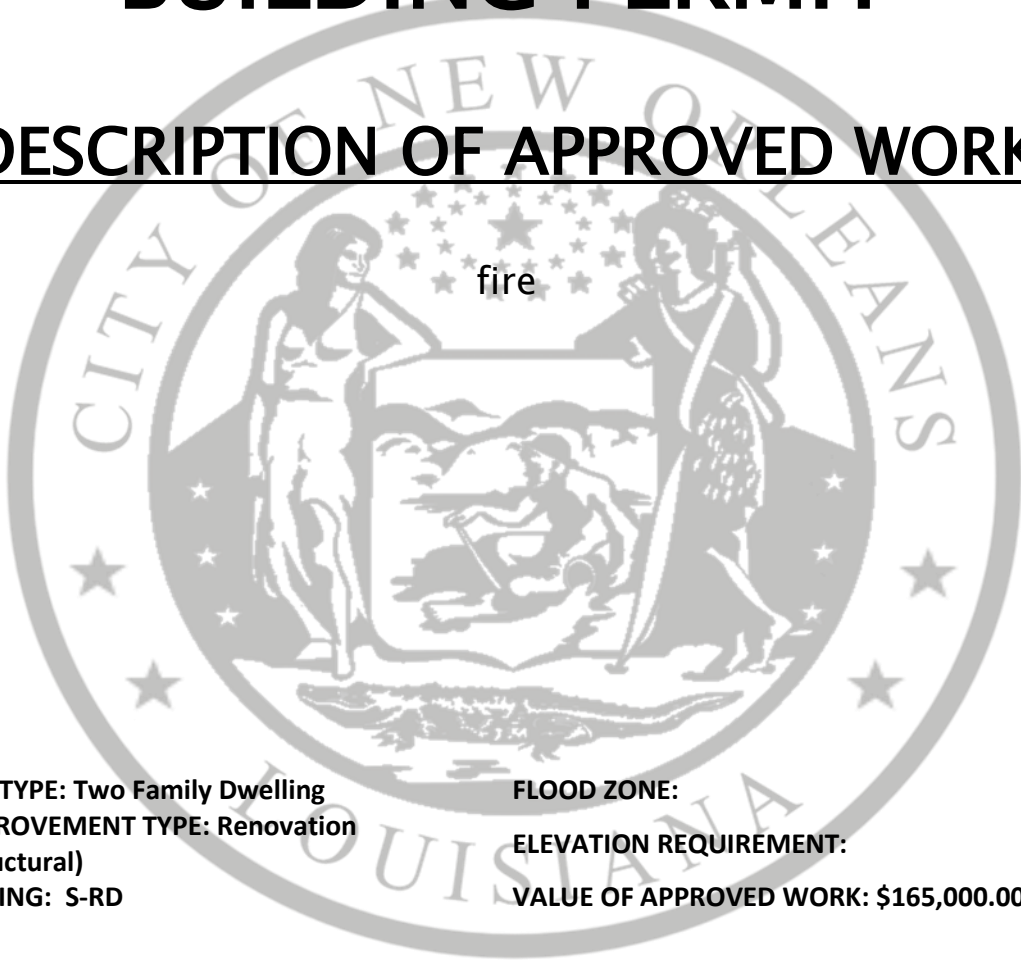 BUILDING PERMIT
DESCRIPTION OF APPROVED WORK
fire
CITY OF NEW ORLEANS
LOUISIANA
TYPE: Two Family Dwelling
ROVEMENT TYPE: Renovation
uctural)
ING: S-RD
FLOOD ZONE:
ELEVATION REQUIREMENT:
VALUE OF APPROVED WORK: $165,000.00